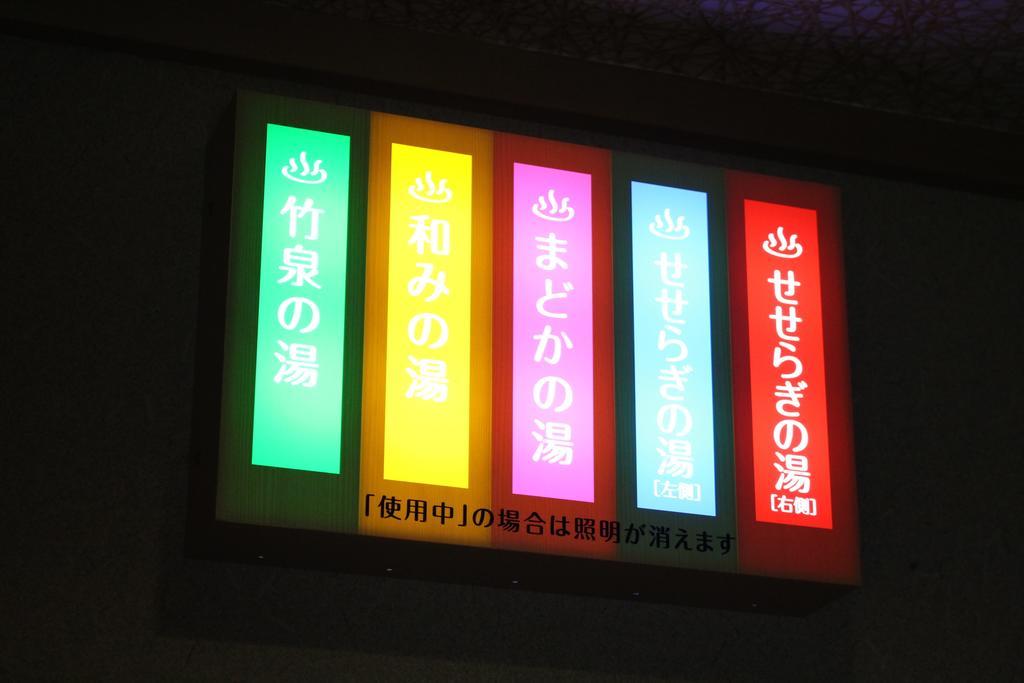 竹泉の湯
和みの湯
まどかの湯
せせらぎの湯
[左側]
せせらぎの湯
[右側]
「使用中」の場合は照明が消えます